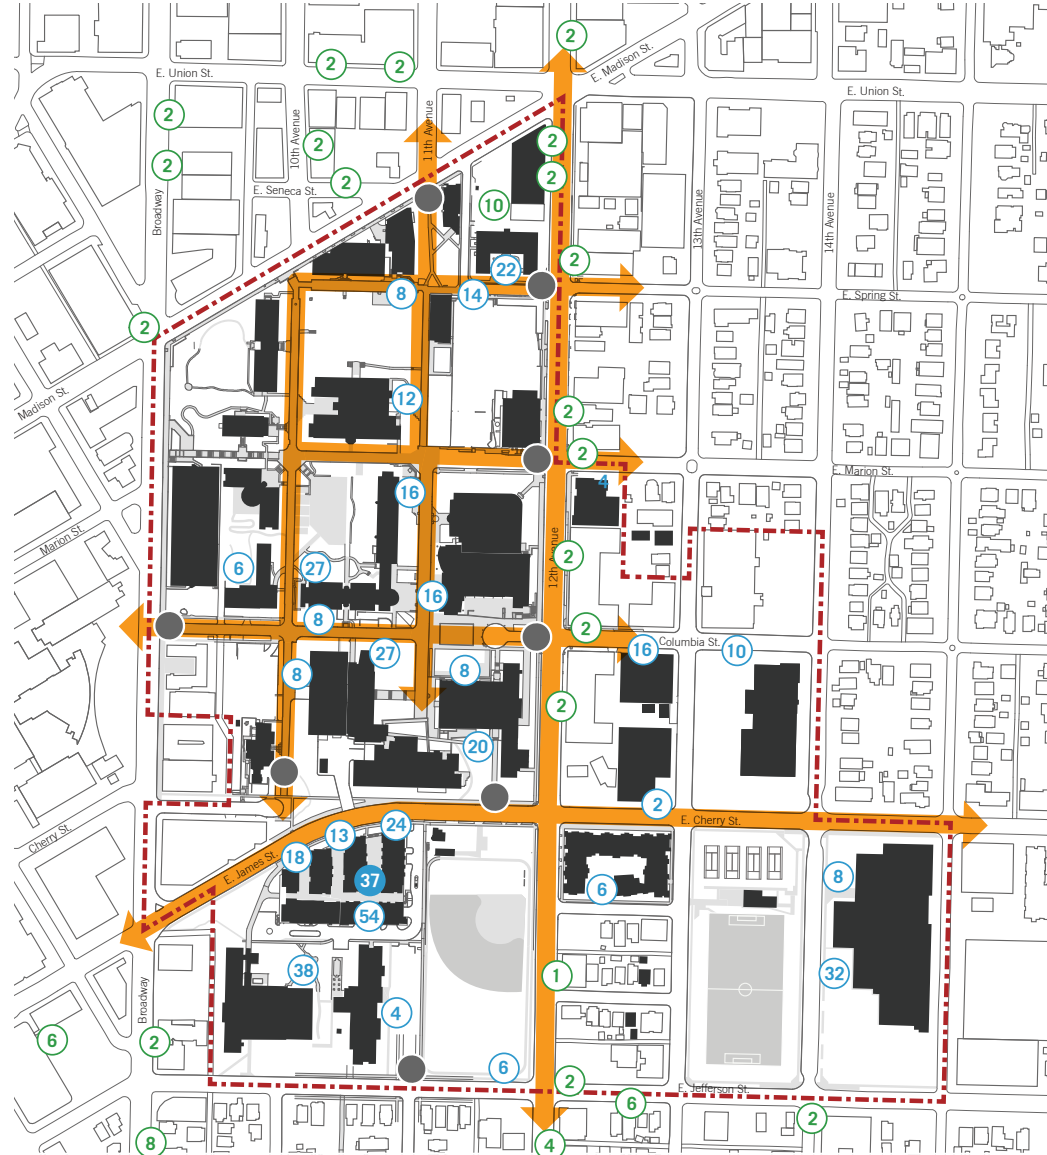 2
E. Madison St.
2
2
E. Union St.
E. Union St.
2
10th Avenue
11th Avenue
2
2
2
2
2
E. Seneca St.
10
Broadway
13th Avenue
14th Avenue
2
22
8
14
E. Spring St.
2
Madison St.
12
2
2
E. Marion St.
4
16
Marion St.
12th Avenue
2
6
27
16
8
2
Columbia St.
16
10
27
8
8
2
20
2
E. Cherry St.
Cherry St.
24
13
18
E. James St.
37
8
6
54
38
32
1
Broadway
4
6
2
6
2
E. Jefferson St.
6
2
8
4